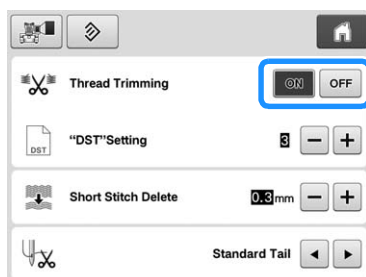 Thread Trimming ON OFF
DST
"DST"Setting 3 − +
Short Stitch Delete 0.3mm − +
Standard Tail